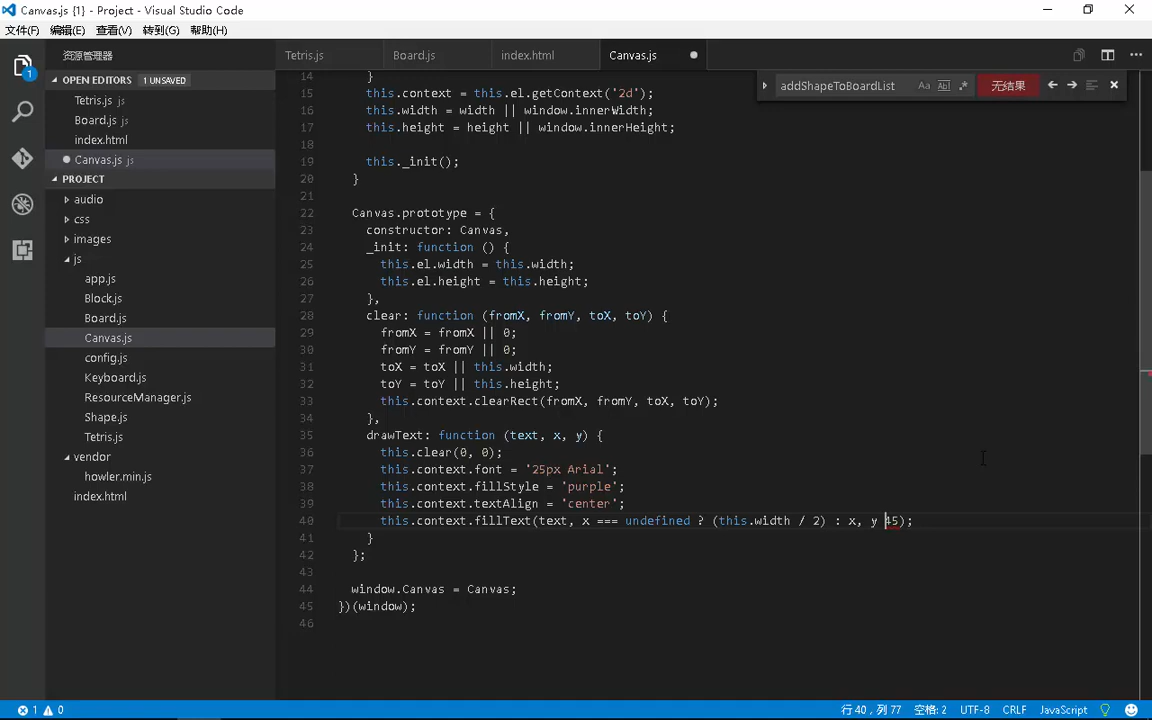 Canvas.js {1} - Project - Visual Studio Code
文件(F) 编辑(E) 查看(V) 转到(G) 帮助(H)
资源管理器
OPEN EDITORS 1 UNSAVED
Tetris.js js
Board.js js
index.html
Canvas.js js
PROJECT
audio
css
images
js
app.js
Block.js
Board.js
Canvas.js
config.js
Keyboard.js
ResourceManager.js
Shape.js
Tetris.js
vendor
howler.min.js
index.html
1
Tetris.js Board.js index.html Canvas.js
addShapeToBoardList Aa Abl .* 无结果
14 }
15 this.context = this.el.getContext('2d');
16 this.width = width || window.innerWidth;
17 this.height = height || window.innerHeight;
18
19 this._init();
20 }
21
22 Canvas.prototype = {
23 constructor: Canvas,
24 _init: function () {
25 this.el.width = this.width;
26 this.el.height = this.height;
27 },
28 clear: function (fromX, fromY, toX, toY) {
29 fromX = fromX || 0;
30 fromY = fromY || 0;
31 toX = toX || this.width;
32 toY = toY || this.height;
33 this.context.clearRect(fromX, fromY, toX, toY);
34 },
35 drawText: function (text, x, y) {
36 this.clear(0, 0);
37 this.context.font = '25px Arial';
38 this.context.fillStyle = 'purple';
39 this.context.textAlign = 'center';
40 this.context.fillText(text, x === undefined ? (this.width / 2) : x, y 45);
41 }
42 };
43
44 window.Canvas = Canvas;
45 })(window);
46
1 0 行 40，列 77 空格: 2 UTF-8 CRLF JavaScript